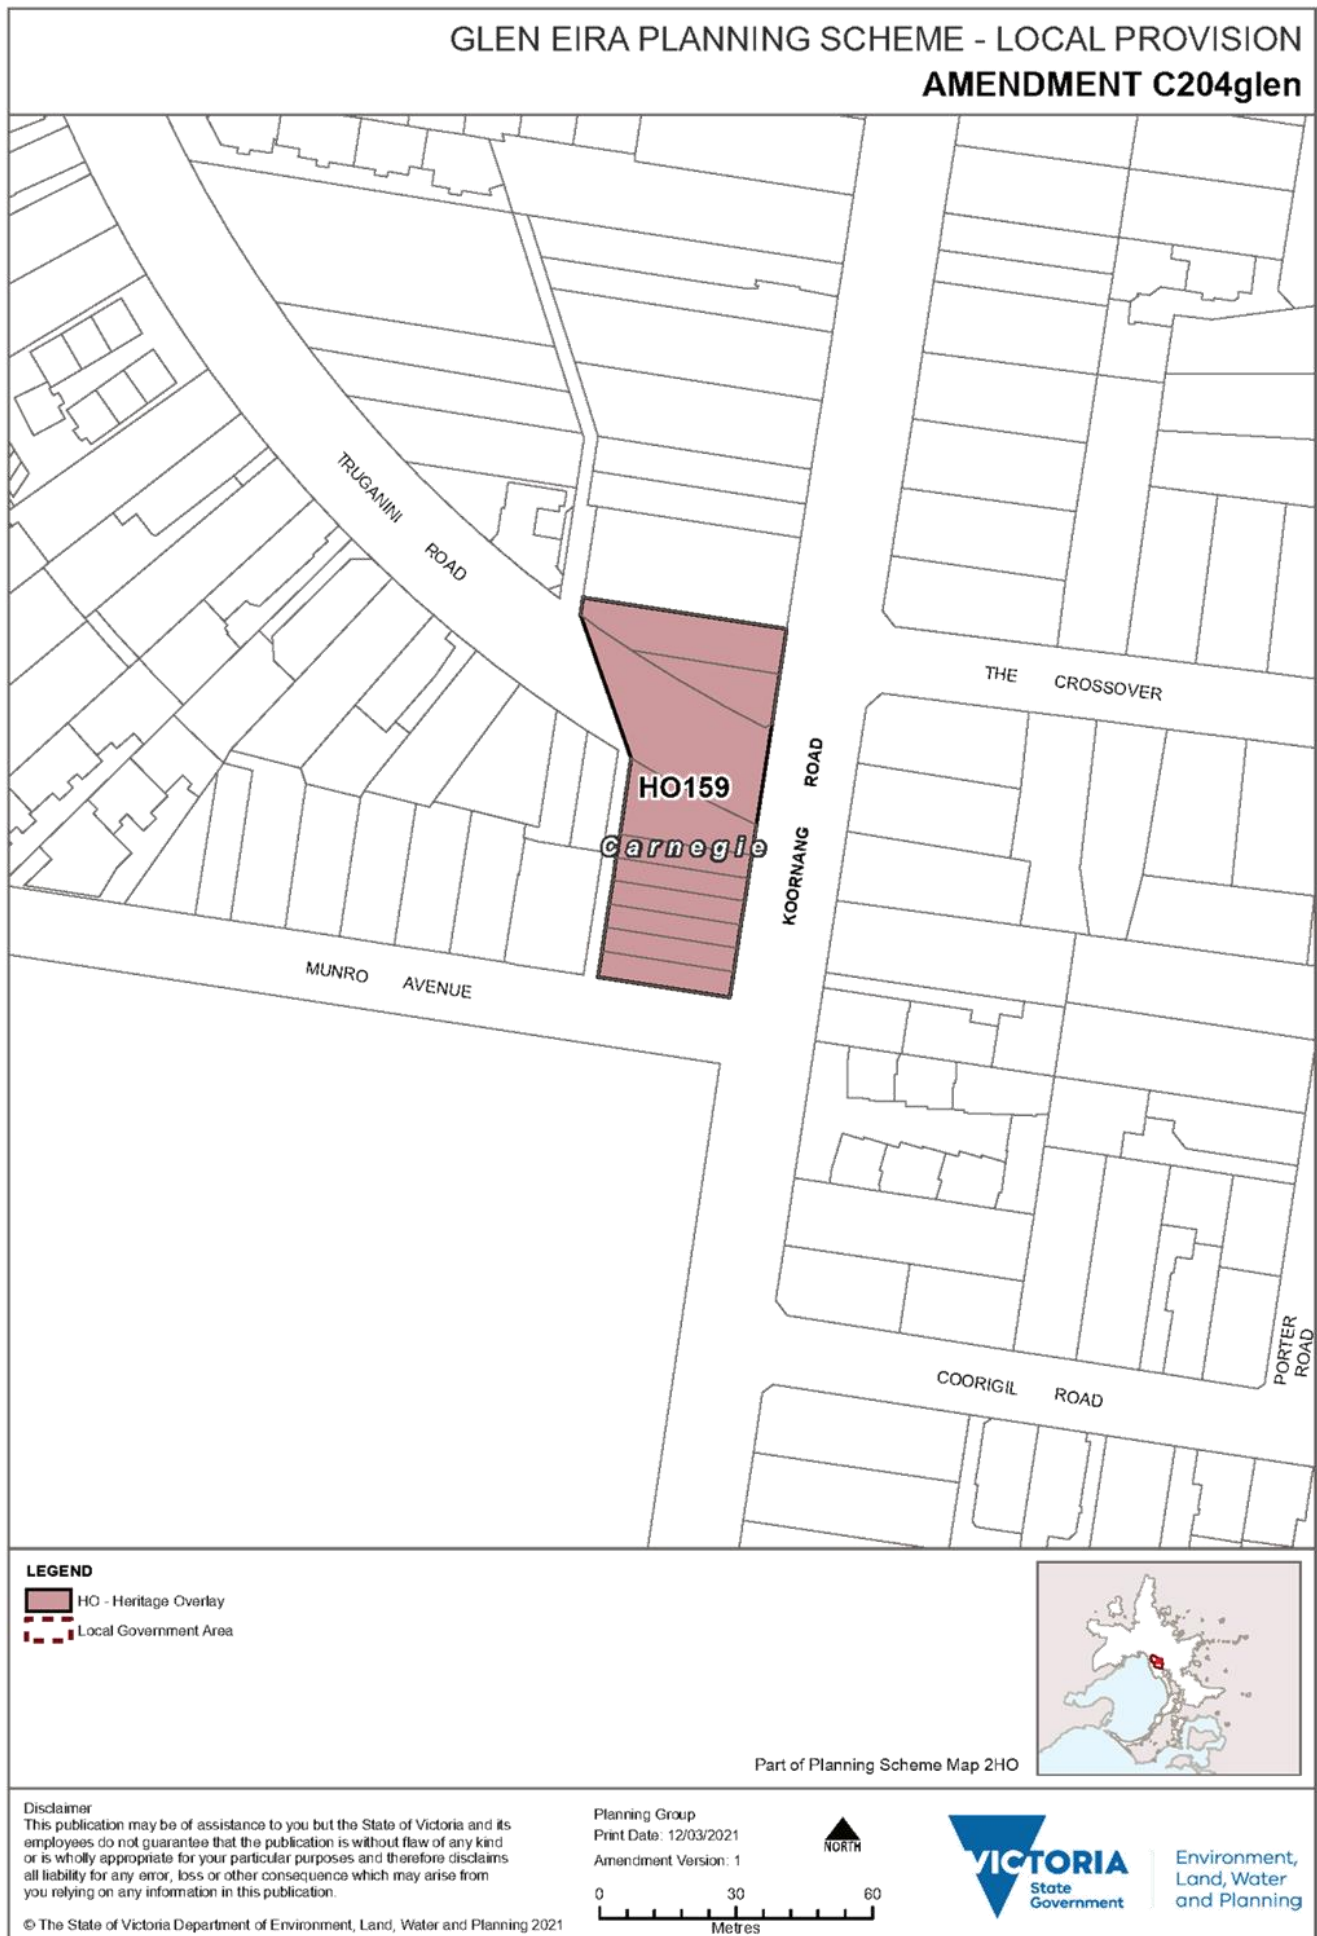 GLEN EIRA PLANNING SCHEME - LOCAL PROVISION
AMENDMENT C204glen
TRUGANINI
ROAD
THE CROSSOVER
ROAD
HO159
Carnegie
KOORNANG
MUNRO AVENUE
PORTER
ROAD
COORIGIL ROAD
LEGEND
HO - Heritage Overlay
Local Government Area
Part of Planning Scheme Map 2HO
Disclaimer
This publication may be of assistance to you but the State of Victoria and its
employees do not guarantee that the publication is without flaw of any kind
or is wholly appropriate for your particular purposes and therefore disclaims
all liability for any error, loss or other consequence which may arise from
you relying on any information in this publication.
© The State of Victoria Department of Environment, Land, Water and Planning 2021
Planning Group
Print Date: 12/03/2021
Amendment Version: 1
NORTH
0 30 60
Metres
VICTORIA
State
Government
Environment,
Land, Water
and Planning